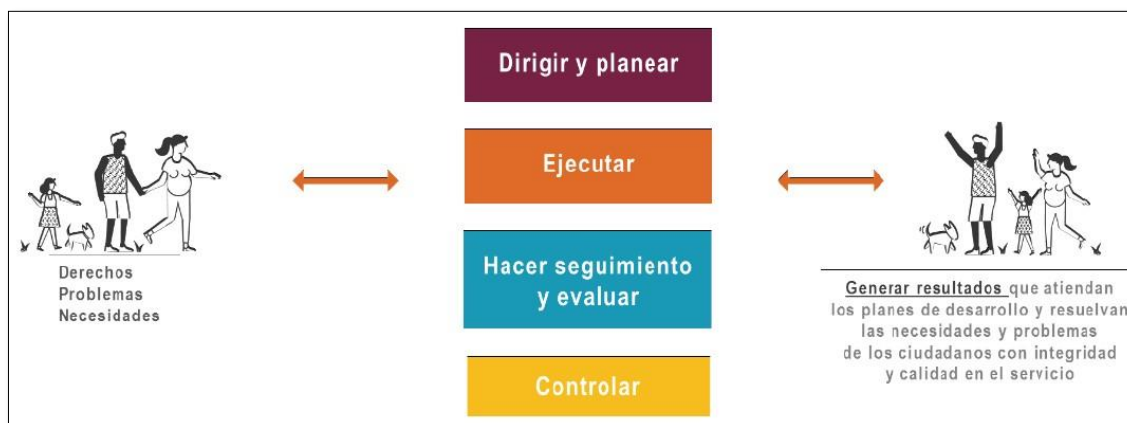 Dirigir y planear
Ejecutar
Hacer seguimiento
y evaluar
Controlar
Derechos
Problemas
Necesidades
Generar resultados que atiendan
los planes de desarrollo y resuelvan
las necesidades y problemas
de los ciudadanos con integridad
y calidad en el servicio